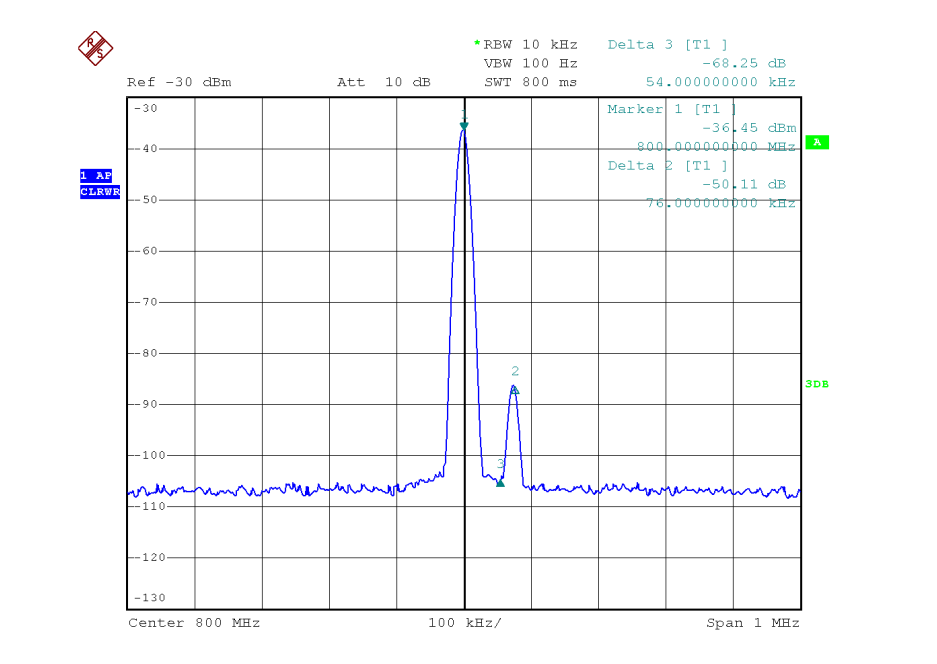 R S
*RBW 10 kHz Delta 3 [T1 ]
VBW 100 Hz -68.25 dB
Ref -30 dBm Att 10 dB SWT 800 ms 54.000000000 kHz
-30 1 Marker 1 [T1 ]
-36.45 dBm
A
-40 800.000000000 MHz
Delta 2 [T1 ]
1 AP
-50.11 dB
CLRWR
-50 76.000000000 kHz
-60
-70
-80
2
3DB
-90
-100
3
-110
-120
-130
Center 800 MHz 100 kHz/ Span 1 MHz